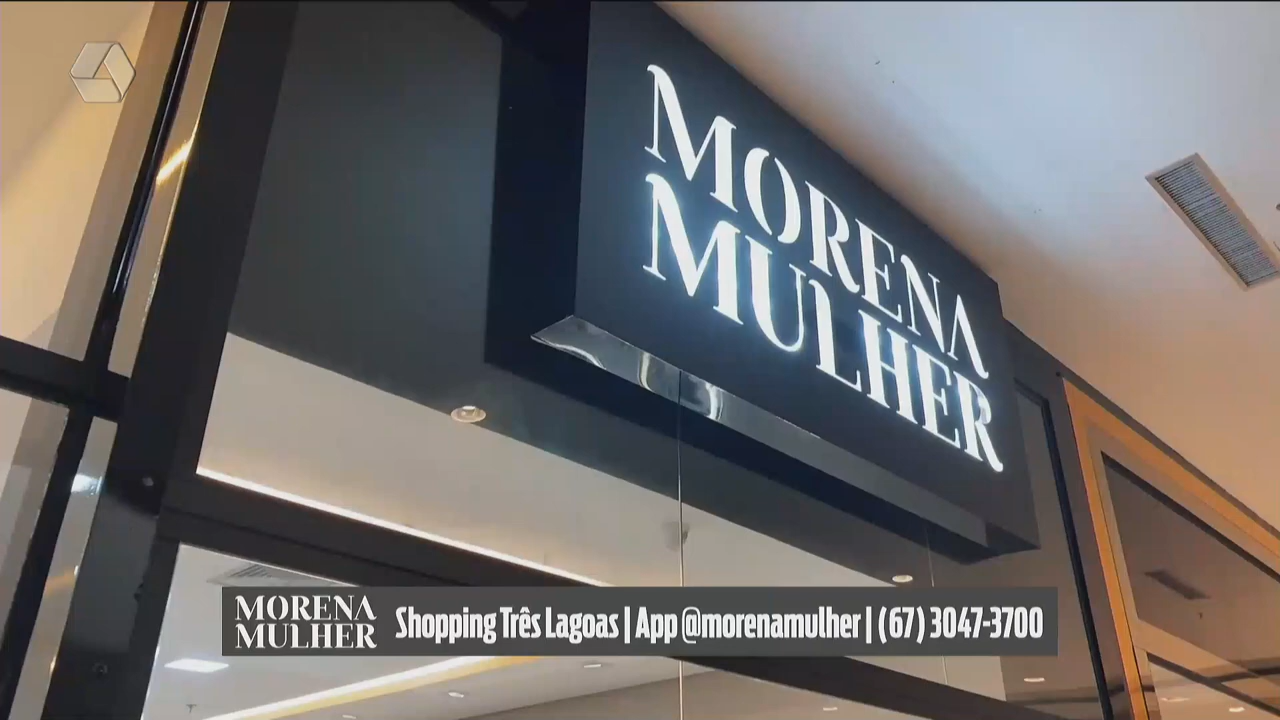 MORENA
MULHER
MORENA
MULHER
Shopping Três Lagoas | App @morenamulher | (67) 3047-3700